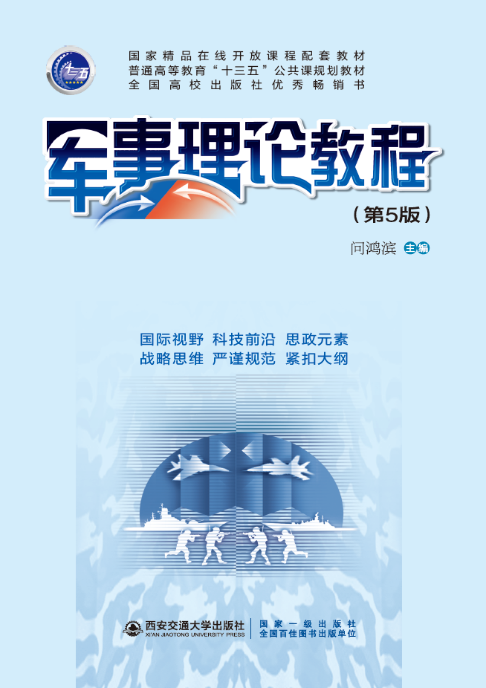 十三五
国家精品在线开放课程配套教材
普通高等教育“十三五”公共课规划教材
全国高校出版社优秀畅销书
军事理论教程
（第5版）
问鸿滨 主编
国际视野 科技前沿 思政元素
战略思维 严谨规范 紧扣大纲
西安交通大学出版社
XI'AN JIAOTONG UNIVERSITY PRESS
国家一级出版社
全国百佳图书出版单位